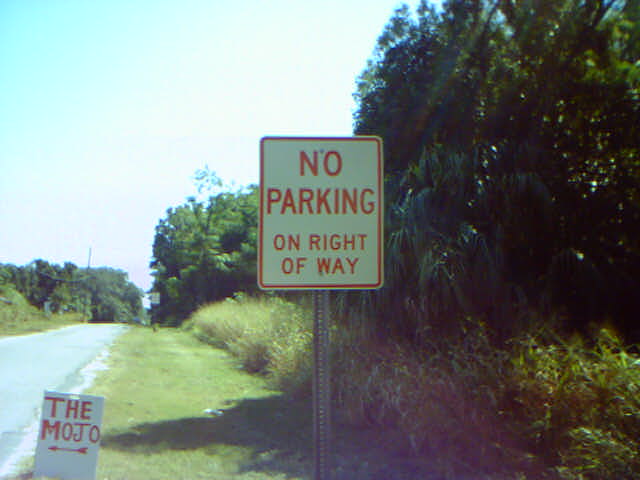 NO
PARKING
ON RIGHT
OF WAY
THE
MOJO